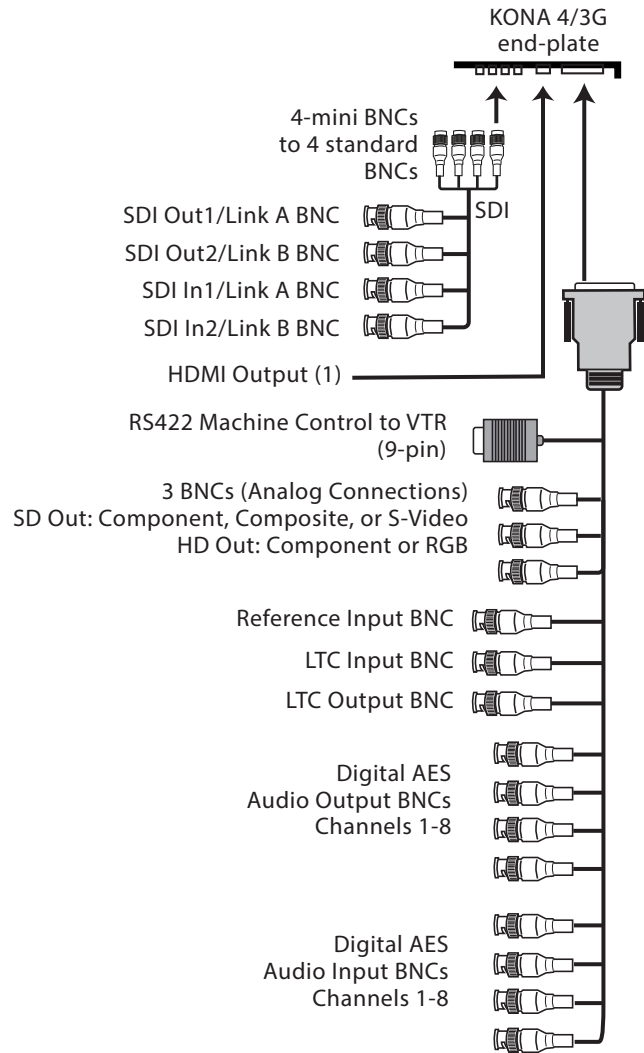 KONA 4/3G
end-plate
4-mini BNCs
to 4 standard
BNCs
SDI
SDI Out1/Link A BNC
SDI Out2/Link B BNC
SDI In1/Link A BNC
SDI In2/Link B BNC
HDMI Output (1)
RS422 Machine Control to VTR
(9-pin)
3 BNCs (Analog Connections)
SD Out: Component, Composite, or S-Video
HD Out: Component or RGB
Reference Input BNC
LTC Input BNC
LTC Output BNC
Digital AES
Audio Output BNCs
Channels 1-8
Digital AES
Audio Input BNCs
Channels 1-8